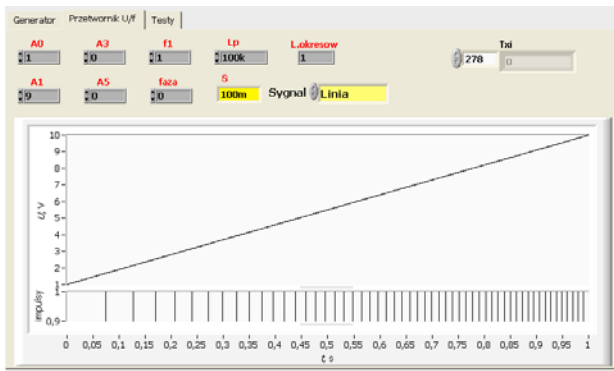 Generator Przetwornik U/f Testy
A0 A3 f1 Lp L.okresow Txi
1 0 1 100k 1 278 0
A1 A5 faza S
9 0 0 100m Sygnal Linia
10
9
8
7
6
5
4
3
2
U, V
1
0,9
impulsy
0 0,05 0,1 0,15 0,2 0,25 0,3 0,35 0,4 0,45 0,5 0,55 0,6 0,65 0,7 0,75 0,8 0,85 0,9 0,95 1
t, s